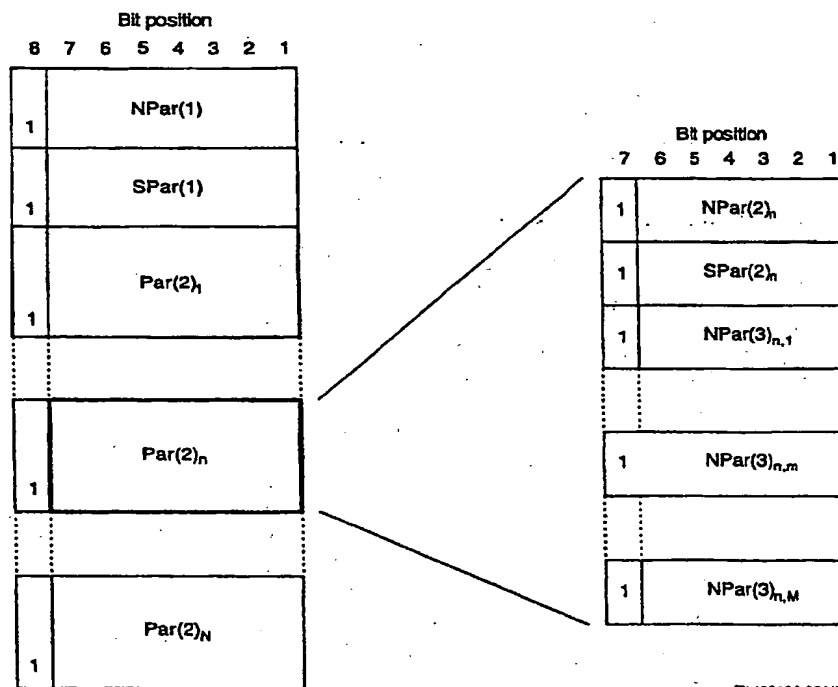 Bit position
8 7 6 5 4 3 2 1
NPar(1)
1
SPar(1)
1
Par(2)₁
1
Par(2)ₙ
1
Par(2)N
1
Bit position
7 6 5 4 3 2 1
1 NPar(2)ₙ
1 SPar(2)ₙ
1 NPar(3)n,1
1 NPar(3)n,m
1 NPar(3)n,M